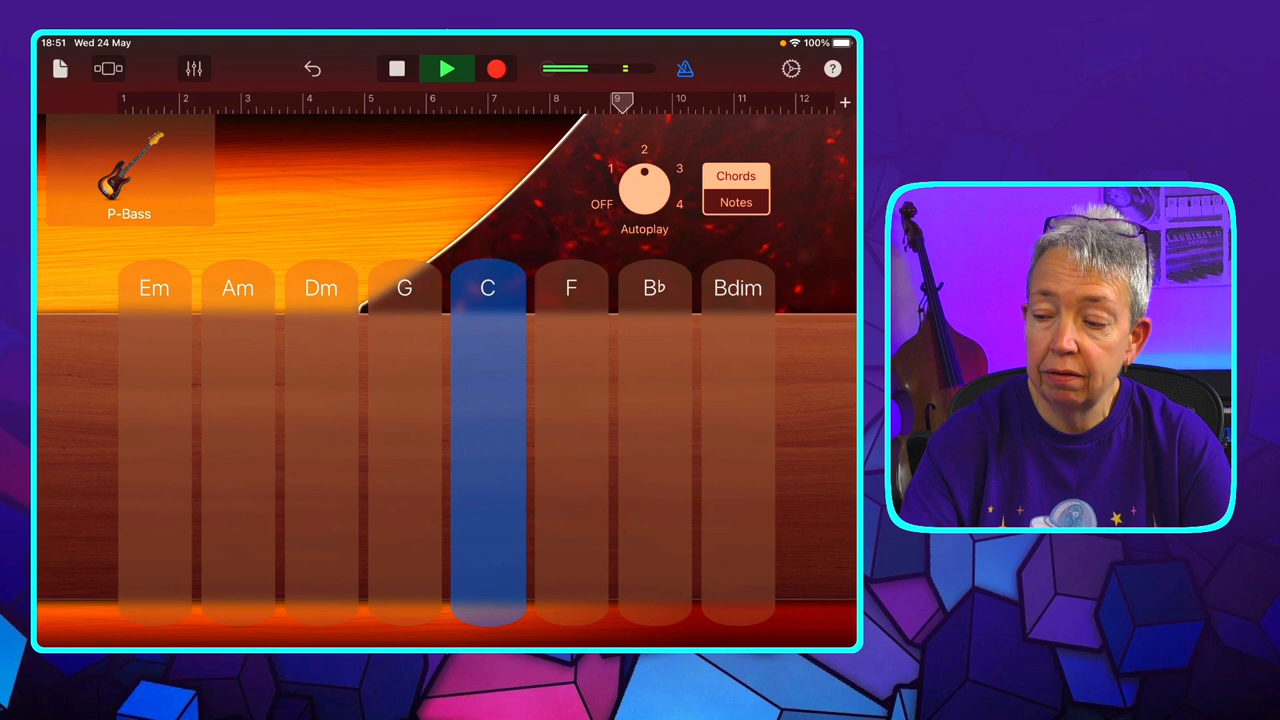 18:51 Wed 24 May 100%
1 2 3 4 5 6 7 8 9 10 11 12
P-Bass
OFF 1 2 3 4
Autoplay
Chords
Notes
Em Am Dm G C F B♭ Bdim